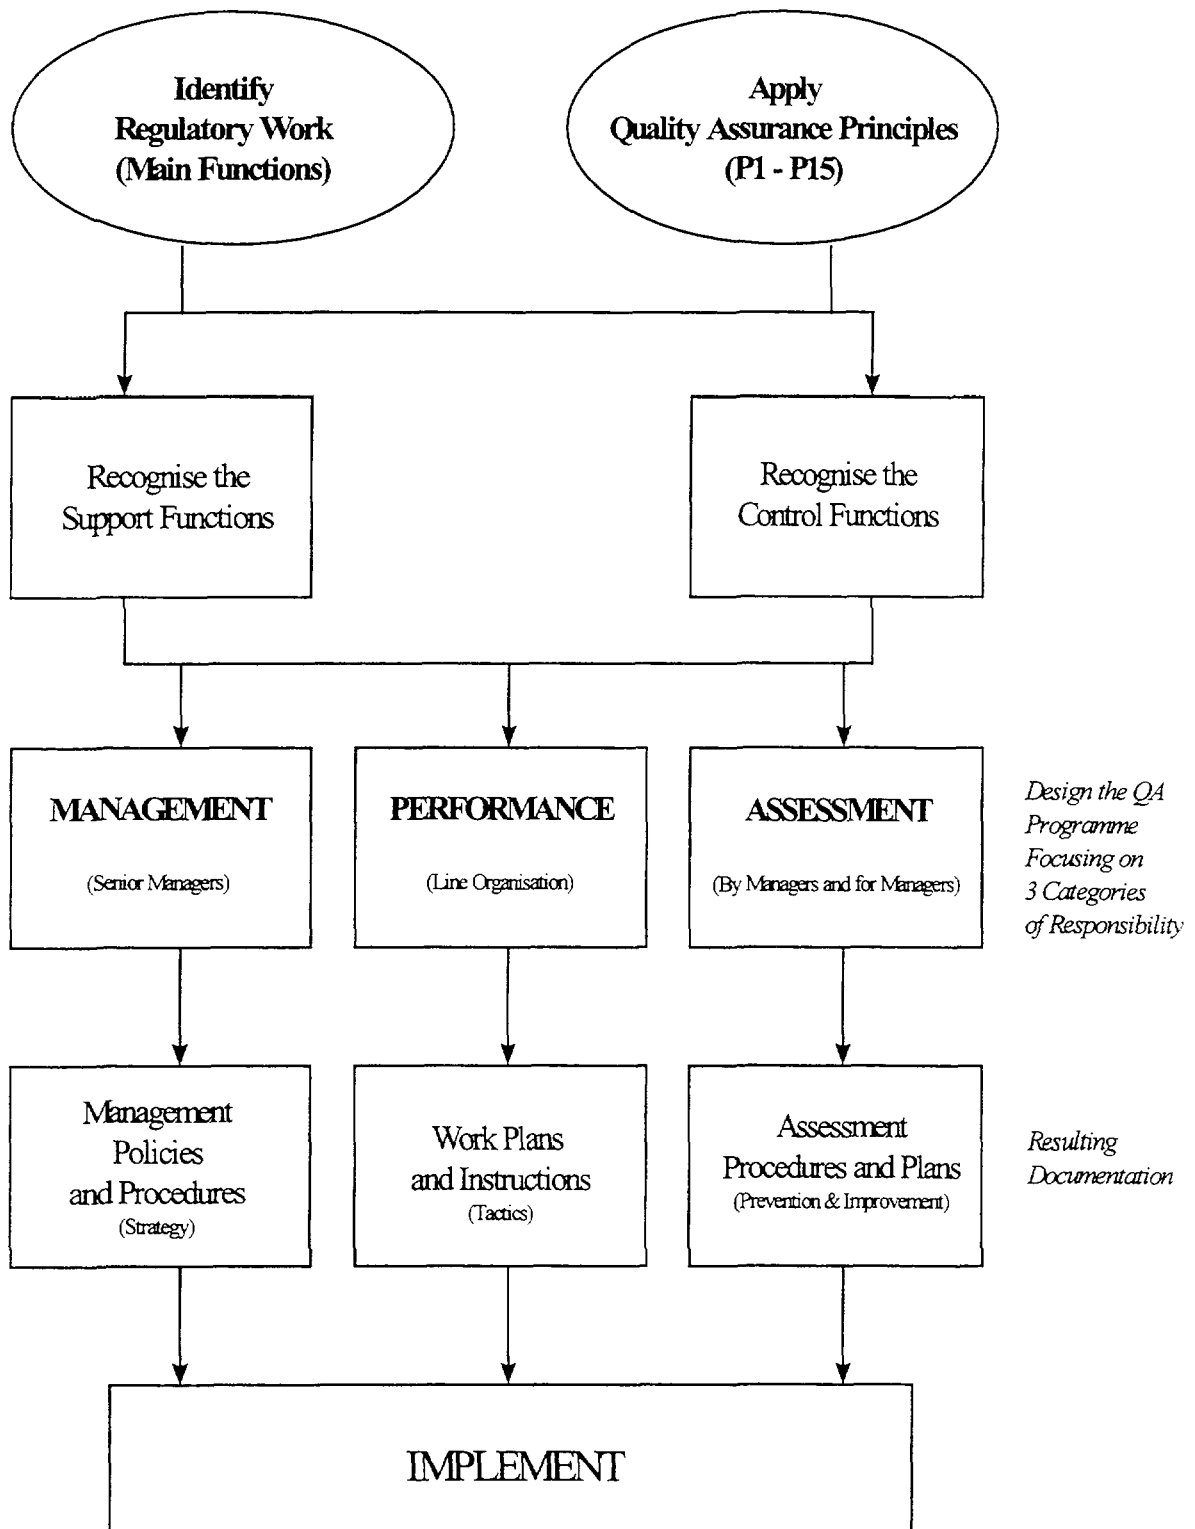 Identify
Regulatory Work
(Main Functions)
Apply
Quality Assurance Principles
(P1 - P15)
Recognise the
Support Functions
Recognise the
Control Functions
MANAGEMENT
(Senior Managers)
PERFORMANCE
(Line Organisation)
ASSESSMENT
(By Managers and for Managers)
Design the QA
Programme
Focusing on
3 Categories
of Responsibility
Management
Policies
and Procedures
(Strategy)
Work Plans
and Instructions
(Tactics)
Assessment
Procedures and Plans
(Prevention & Improvement)
Resulting
Documentation
IMPLEMENT